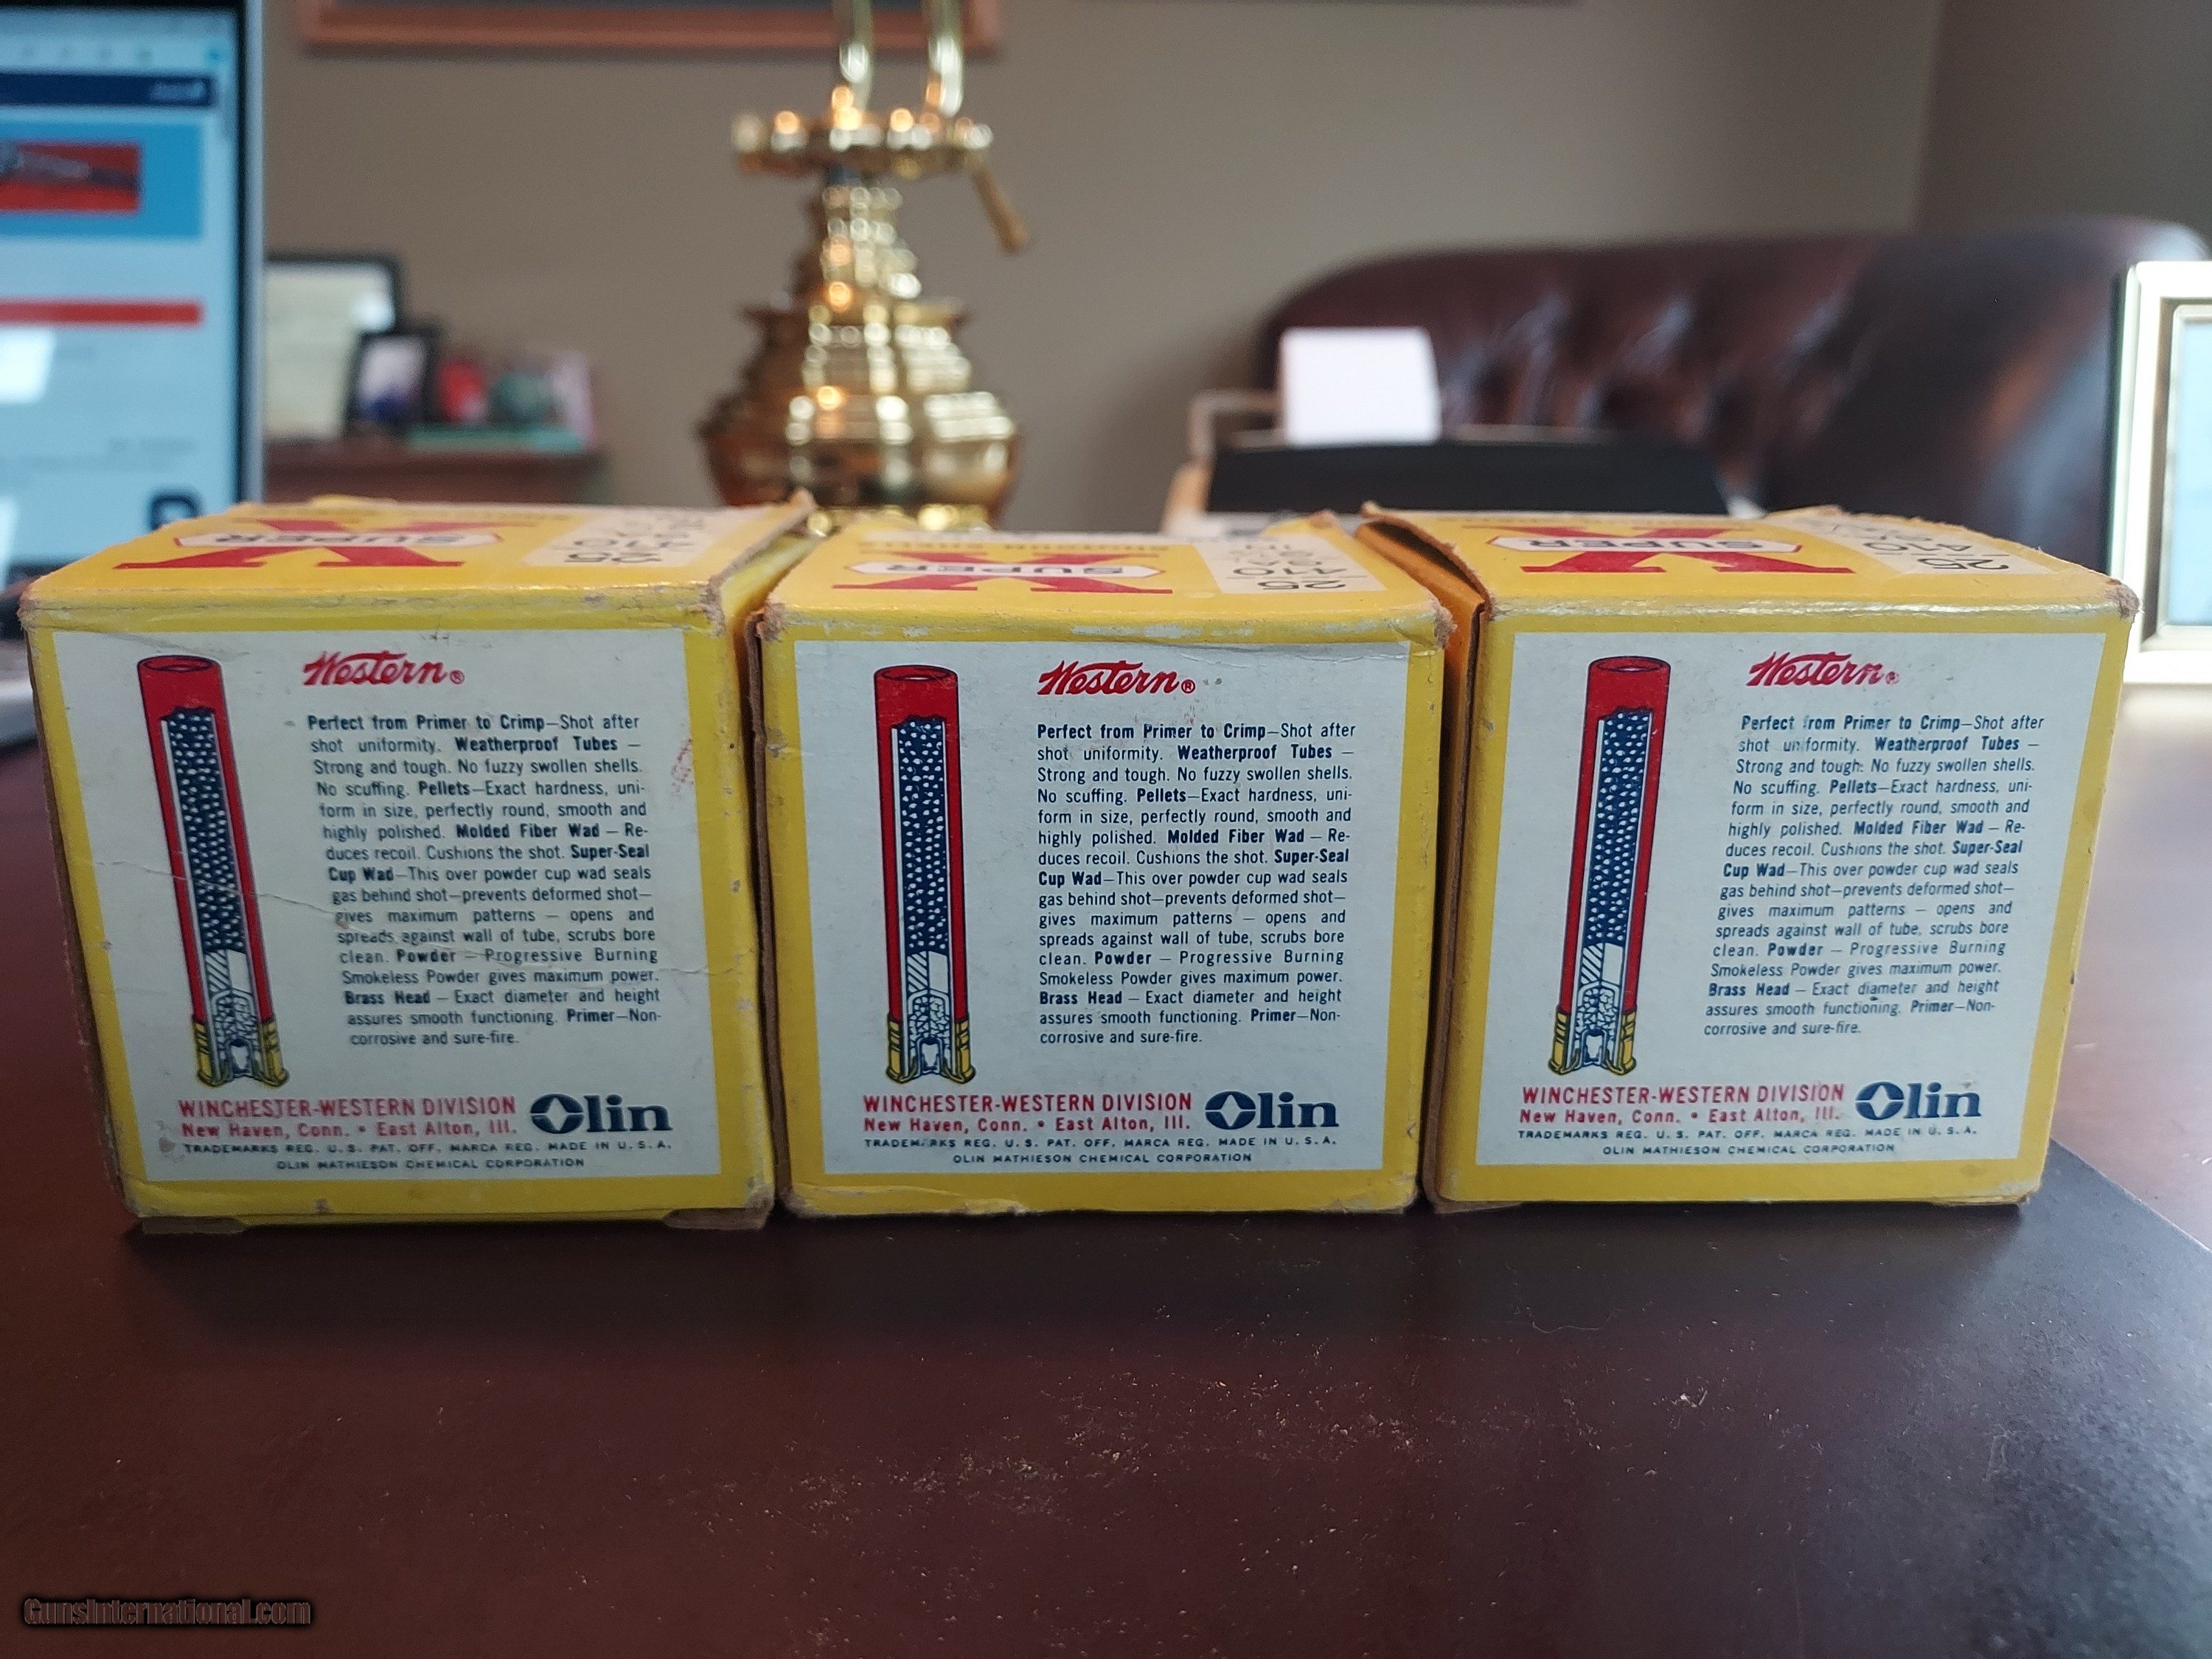 SUPER
X
25
.410
Western®
Perfect from Primer to Crimp—Shot after
shot uniformity. Weatherproof Tubes —
Strong and tough. No fuzzy swollen shells.
No scuffing. Pellets—Exact hardness, uni-
form in size, perfectly round, smooth and
highly polished. Molded Fiber Wad — Re-
duces recoil. Cushions the shot. Super-Seal
Cup Wad—This over powder cup wad seals
gas behind shot—prevents deformed shot—
gives maximum patterns — opens and
spreads against wall of tube, scrubs bore
clean. Powder — Progressive Burning
Smokeless Powder gives maximum power.
Brass Head — Exact diameter and height
assures smooth functioning. Primer—Non-
corrosive and sure-fire.
WINCHESTER-WESTERN DIVISION
New Haven, Conn. • East Alton, Ill.
Olin
TRADEMARKS REG. U. S. PAT. OFF. MARCA REG. MADE IN U. S. A.
OLIN MATHIESON CHEMICAL CORPORATION
SUPER
X
25
410
Western®
Perfect from Primer to Crimp—Shot after
shot uniformity. Weatherproof Tubes —
Strong and tough. No fuzzy swollen shells.
No scuffing. Pellets—Exact hardness, uni-
form in size, perfectly round, smooth and
highly polished. Molded Fiber Wad — Re-
duces recoil. Cushions the shot. Super-Seal
Cup Wad—This over powder cup wad seals
gas behind shot—prevents deformed shot—
gives maximum patterns — opens and
spreads against wall of tube, scrubs bore
clean. Powder — Progressive Burning
Smokeless Powder gives maximum power.
Brass Head — Exact diameter and height
assures smooth functioning. Primer—Non-
corrosive and sure-fire.
WINCHESTER-WESTERN DIVISION
New Haven, Conn. • East Alton, Ill.
Olin
TRADEMARKS REG. U. S. PAT. OFF. MARCA REG. MADE IN U. S. A.
OLIN MATHIESON CHEMICAL CORPORATION
SUPER
X
25
410
Western®
Perfect from Primer to Crimp—Shot after
shot uniformity. Weatherproof Tubes —
Strong and tough. No fuzzy swollen shells.
No scuffing. Pellets—Exact hardness, uni-
form in size, perfectly round, smooth and
highly polished. Molded Fiber Wad — Re-
duces recoil. Cushions the shot. Super-Seal
Cup Wad—This over powder cup wad seals
gas behind shot—prevents deformed shot—
gives maximum patterns — opens and
spreads against wall of tube, scrubs bore
clean. Powder — Progressive Burning
Smokeless Powder gives maximum power.
Brass Head — Exact diameter and height
assures smooth functioning. Primer—Non-
corrosive and sure-fire.
WINCHESTER-WESTERN DIVISION
New Haven, Conn. • East Alton, Ill.
Olin
TRADEMARKS REG. U. S. PAT. OFF. MARCA REG. MADE IN U. S. A.
OLIN MATHIESON CHEMICAL CORPORATION
GunsInternational.com